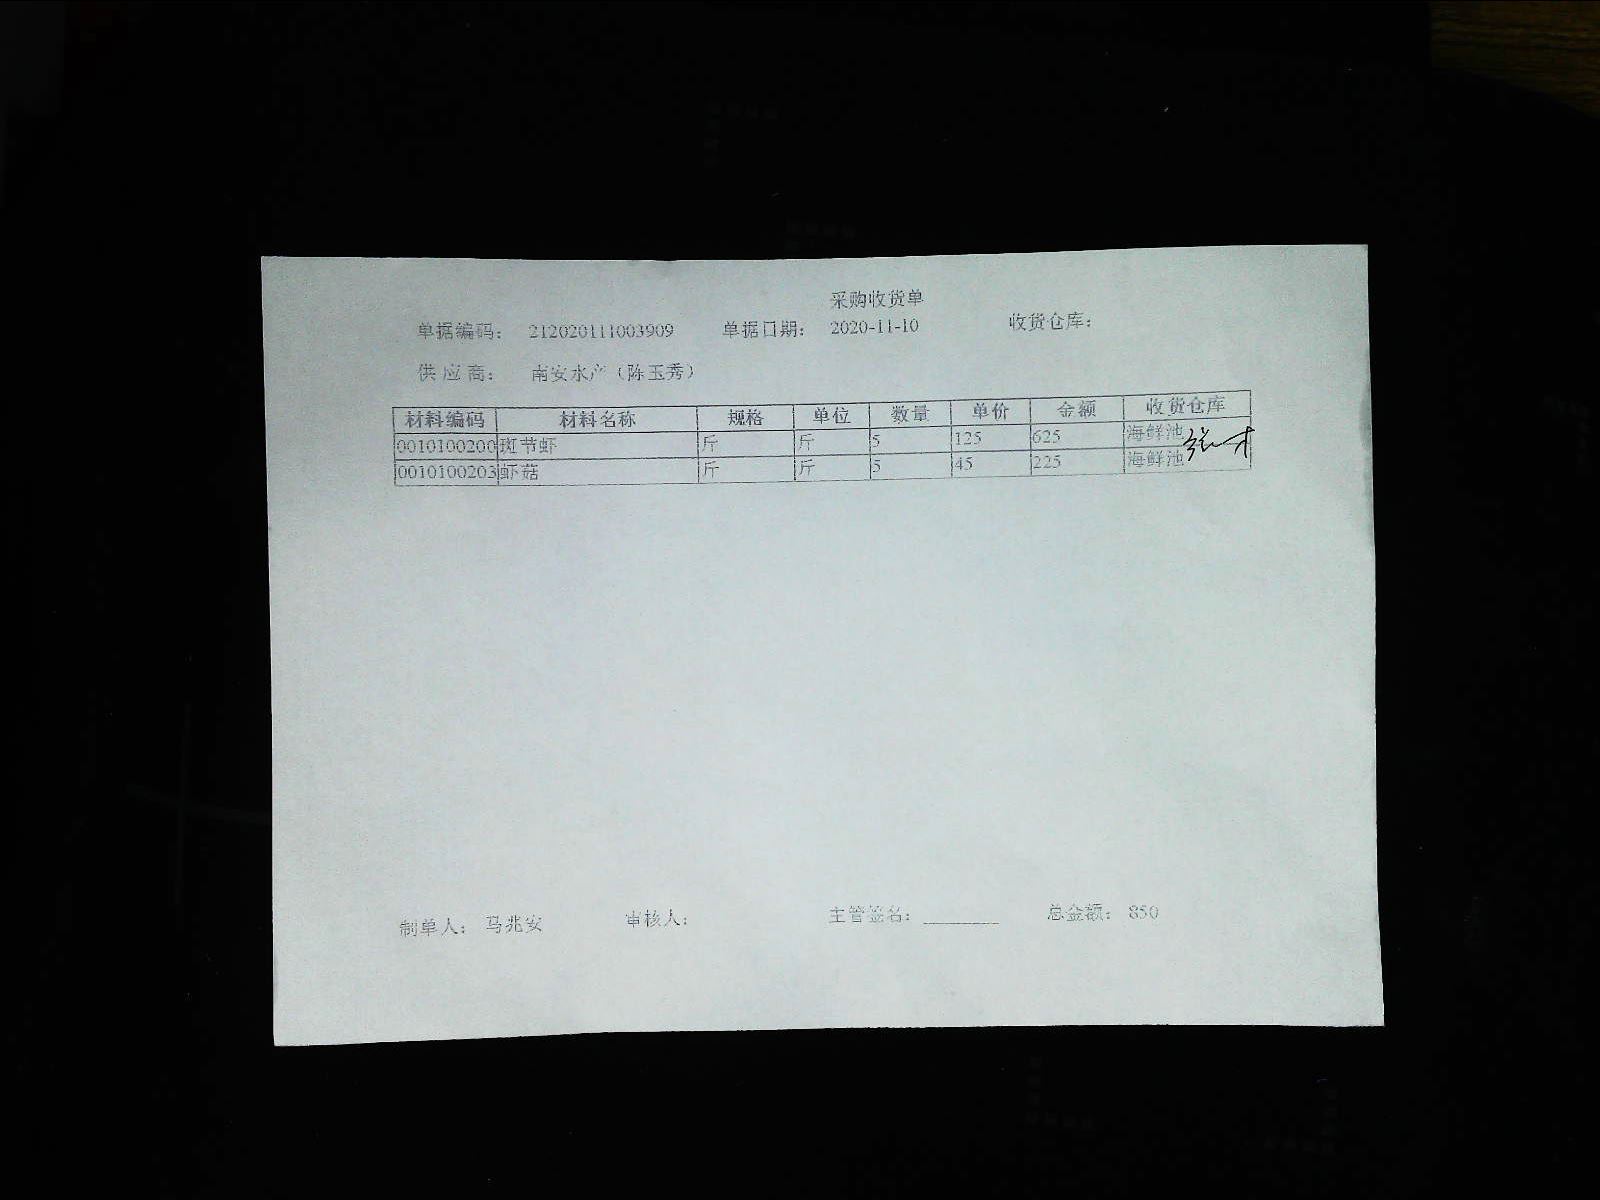 采购收货单
单据编码: 212020111003909 单据日期: 2020-11-10 收货仓库:
供 应 商: 南安水产（陈玉秀）
材料编码 材料名称 规格 单位 数量 单价 金额 收货仓库
0010100200 斑节虾 斤 斤 5 125 625 海鲜池
0010100203 虾菇 斤 斤 5 45 225 海鲜池
制单人: 马兆安 审核人: 主管签名: 总金额: 850